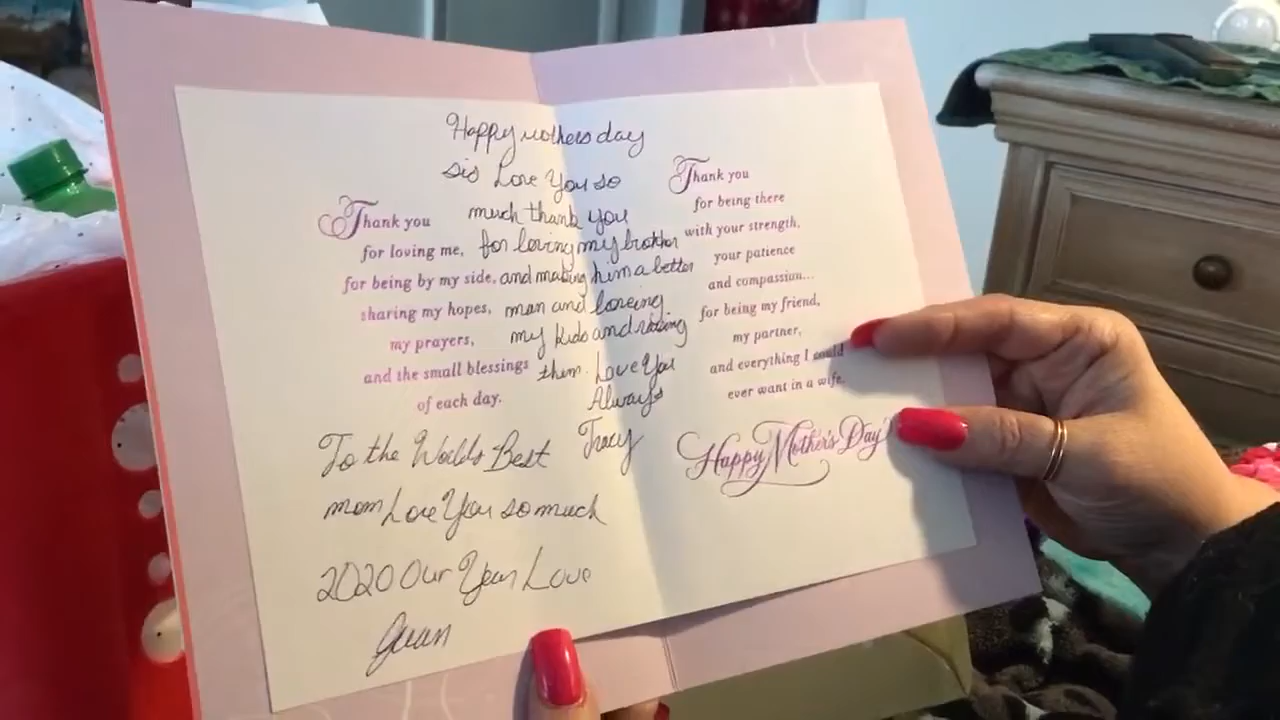 Happy mothers day
sis Love You so
much thank you
for loving my brother
and making him a better
man and loveing
my kids and raising
them. Love You
Always
Tracy
Thank you
for loving me,
for being by my side,
sharing my hopes,
my prayers,
and the small blessings
of each day.
To the Worlds Best
mom Love You so much
2020 Our Year Love
Juan
Thank you
for being there
with your strength,
your patience
and compassion...
for being my friend,
my partner,
and everything I could
ever want in a wife.
Happy Mother's Day